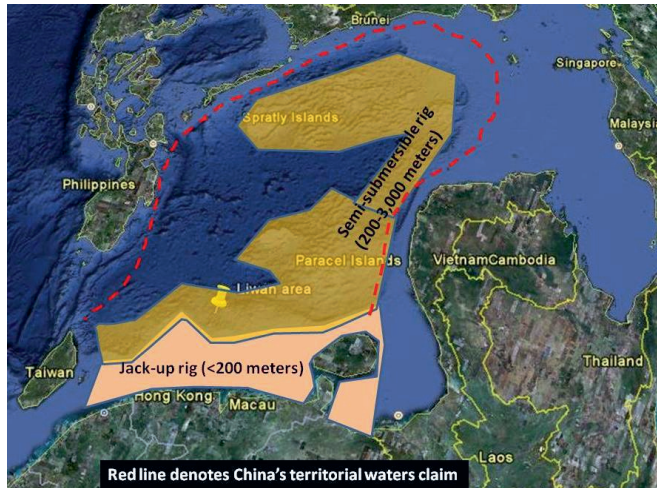 Brunei
Singapore
Spratly Islands
Malaysia
Semi-submersible rig
(200-3,000 meters)
Philippines
Paracel Islands
Vietnam
Cambodia
Liwan area
Thailand
Taiwan
Jack-up rig (<200 meters)
Hong Kong
Macau
Laos
Red line denotes China's territorial waters claim